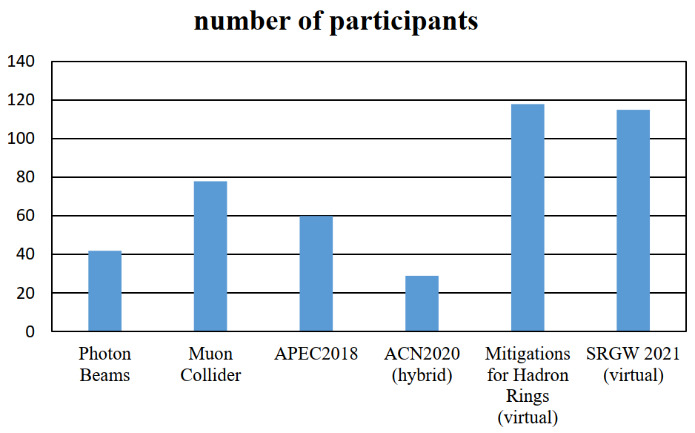 number of participants
140
120
100
80
60
40
20
0
Photon
Beams
Muon
Collider
APEC2018
ACN2020
(hybrid)
Mitigations
for Hadron
Rings
(virtual)
SRGW 2021
(virtual)